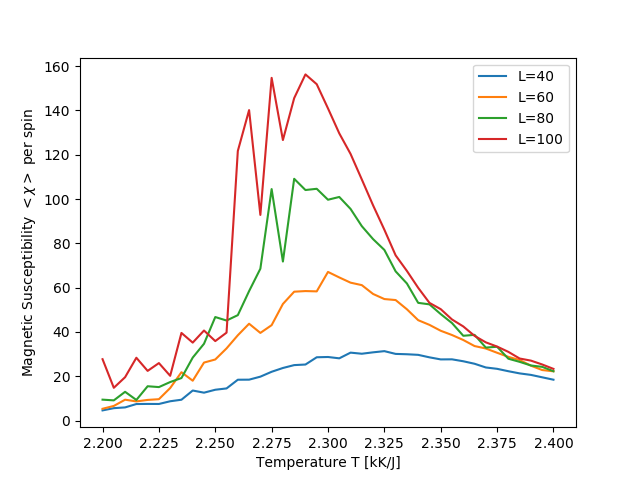 160
140
120
100
80
60
40
20
0
2.200 2.225 2.250 2.275 2.300 2.325 2.350 2.375 2.400
Magnetic Susceptibility < χ > per spin
Temperature T [kK/J]
L=40
L=60
L=80
L=100